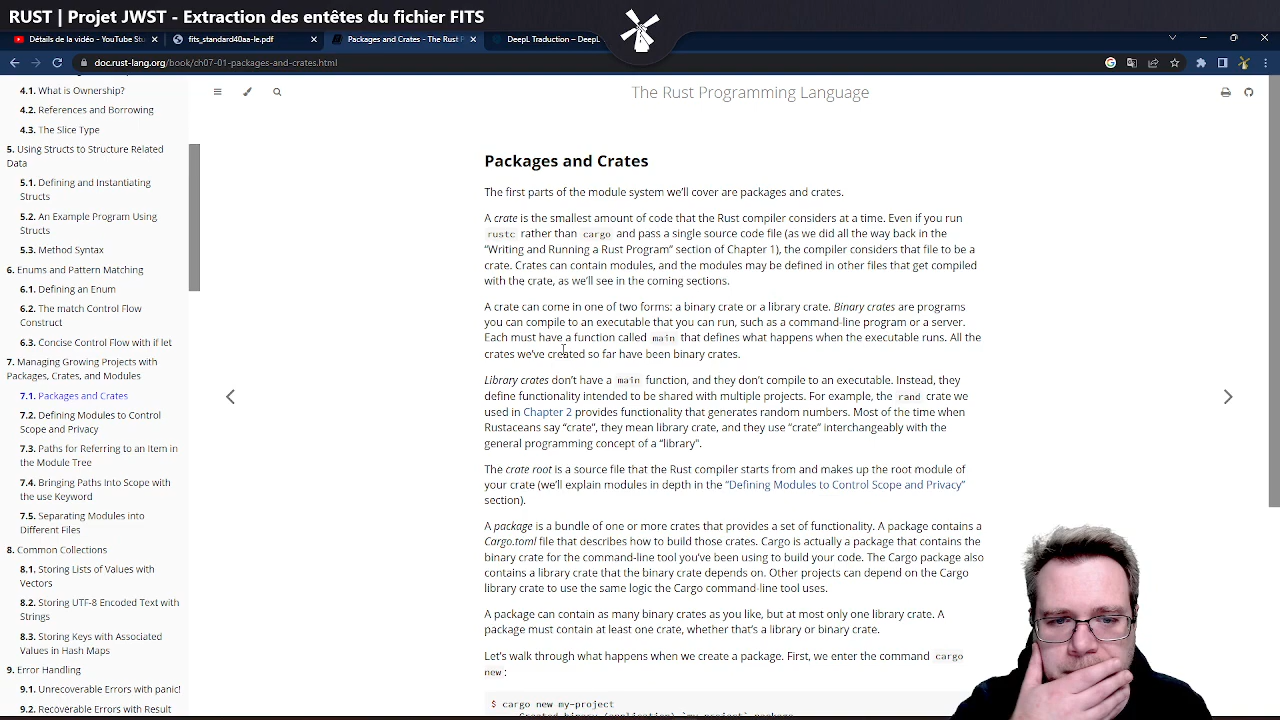 RUST | Projet JWST - Extraction des entêtes du fichier FITS
Détails de la vidéo - YouTube Stu
fits_standard40aa-le.pdf
Packages and Crates - The Rust P
DeepL Traduction – DeepL
doc.rust-lang.org/book/ch07-01-packages-and-crates.html
4.1. What is Ownership?
4.2. References and Borrowing
4.3. The Slice Type
5. Using Structs to Structure Related
Data
5.1. Defining and Instantiating
Structs
5.2. An Example Program Using
Structs
5.3. Method Syntax
6. Enums and Pattern Matching
6.1. Defining an Enum
6.2. The match Control Flow
Construct
6.3. Concise Control Flow with if let
7. Managing Growing Projects with
Packages, Crates, and Modules
7.1. Packages and Crates
7.2. Defining Modules to Control
Scope and Privacy
7.3. Paths for Referring to an Item in
the Module Tree
7.4. Bringing Paths Into Scope with
the use Keyword
7.5. Separating Modules into
Different Files
8. Common Collections
8.1. Storing Lists of Values with
Vectors
8.2. Storing UTF-8 Encoded Text with
Strings
8.3. Storing Keys with Associated
Values in Hash Maps
9. Error Handling
9.1. Unrecoverable Errors with panic!
9.2. Recoverable Errors with Result
The Rust Programming Language
Packages and Crates
The first parts of the module system we'll cover are packages and crates.
A crate is the smallest amount of code that the Rust compiler considers at a time. Even if you run
rustc rather than cargo and pass a single source code file (as we did all the way back in the
“Writing and Running a Rust Program” section of Chapter 1), the compiler considers that file to be a
crate. Crates can contain modules, and the modules may be defined in other files that get compiled
with the crate, as we'll see in the coming sections.
A crate can come in one of two forms: a binary crate or a library crate. Binary crates are programs
you can compile to an executable that you can run, such as a command-line program or a server.
Each must have a function called main that defines what happens when the executable runs. All the
crates we've created so far have been binary crates.
Library crates don't have a main function, and they don't compile to an executable. Instead, they
define functionality intended to be shared with multiple projects. For example, the rand crate we
used in Chapter 2 provides functionality that generates random numbers. Most of the time when
Rustaceans say “crate”, they mean library crate, and they use “crate” interchangeably with the
general programming concept of a “library".
The crate root is a source file that the Rust compiler starts from and makes up the root module of
your crate (we'll explain modules in depth in the “Defining Modules to Control Scope and Privacy”
section).
A package is a bundle of one or more crates that provides a set of functionality. A package contains a
Cargo.toml file that describes how to build those crates. Cargo is actually a package that contains the
binary crate for the command-line tool you've been using to build your code. The Cargo package also
contains a library crate that the binary crate depends on. Other projects can depend on the Cargo
library crate to use the same logic the Cargo command-line tool uses.
A package can contain as many binary crates as you like, but at most only one library crate. A
package must contain at least one crate, whether that's a library or binary crate.
Let's walk through what happens when we create a package. First, we enter the command cargo
new:
$ cargo new my-project
Created binary (application) `my-project` package